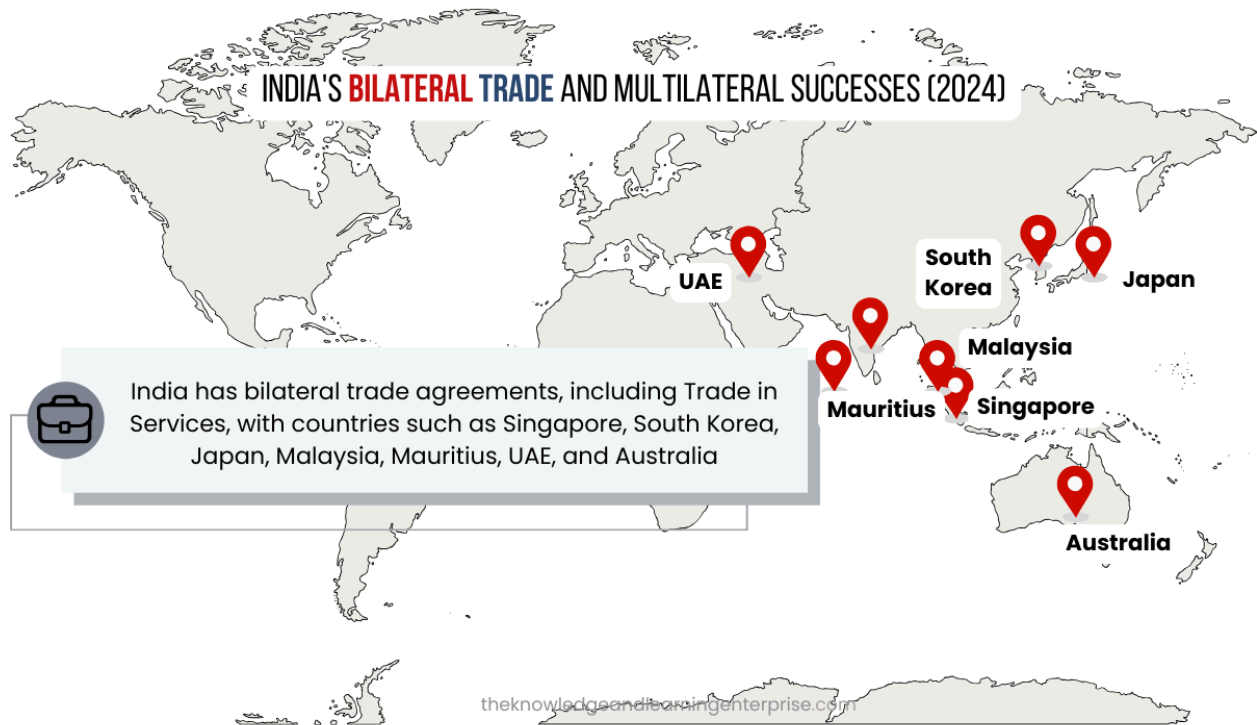 INDIA'S BILATERAL TRADE AND MULTILATERAL SUCCESSES (2024)
UAE
South
Korea
Japan
Malaysia
Mauritius
Singapore
India has bilateral trade agreements, including Trade in
Services, with countries such as Singapore, South Korea,
Japan, Malaysia, Mauritius, UAE, and Australia
Australia
theknowledgeandlearningenterprise.com